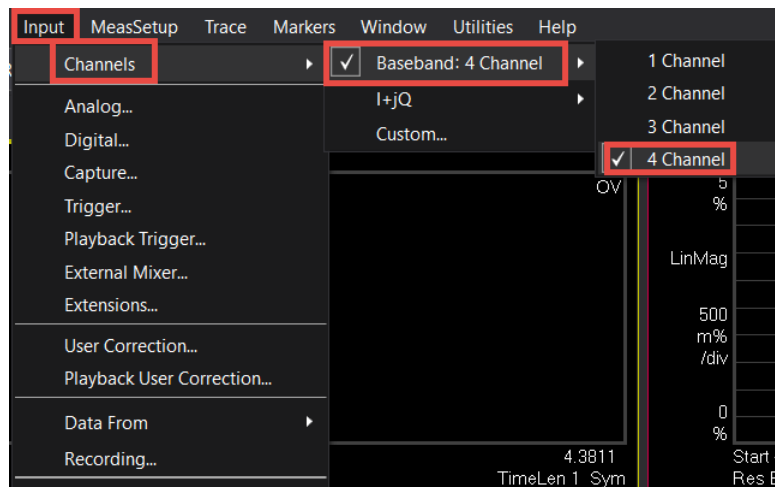 Input MeasSetup Trace Markers Window Utilities Help
Channels
Baseband: 4 Channel
1 Channel
Analog...
I+jQ
2 Channel
Digital...
Custom...
3 Channel
Capture...
4 Channel
Trigger...
OV
5
%
Playback Trigger...
External Mixer...
LinMag
Extensions...
500
m%
/div
User Correction...
Playback User Correction...
Data From
0
%
Recording...
4.3811
Start
TimeLen 1 Sym
Res